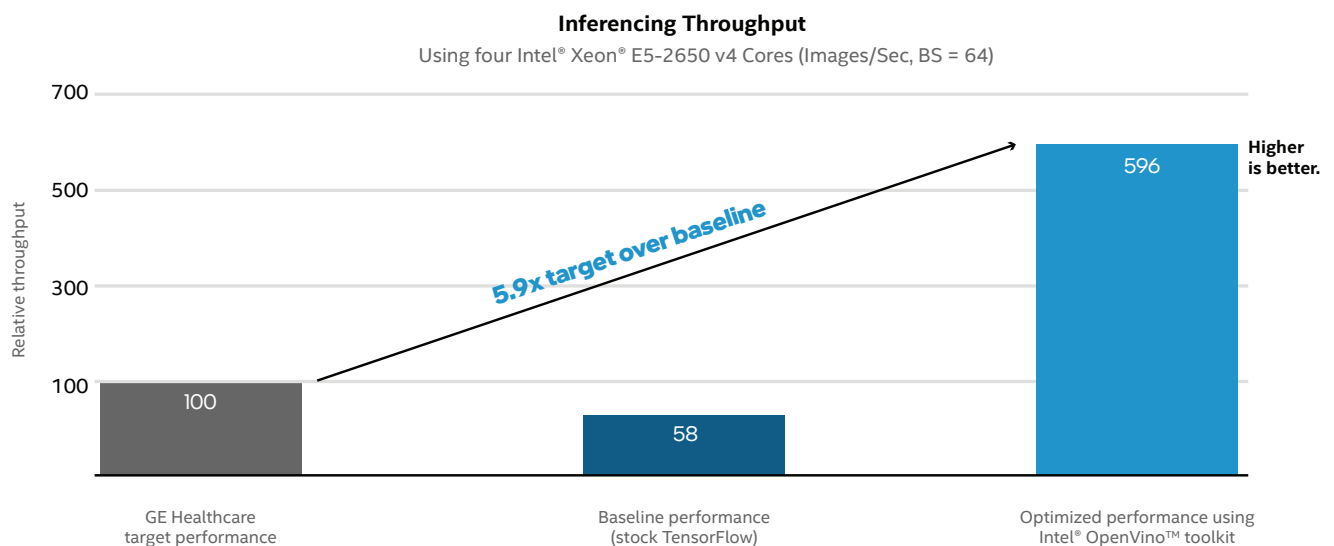 Inferencing Throughput
Using four Intel® Xeon® E5-2650 v4 Cores (Images/Sec, BS = 64)
700
500
300
100
Relative throughput
5.9x target over baseline
Higher
is better.
100
58
596
GE Healthcare
target performance
Baseline performance
(stock TensorFlow)
Optimized performance using
Intel® OpenVino™ toolkit